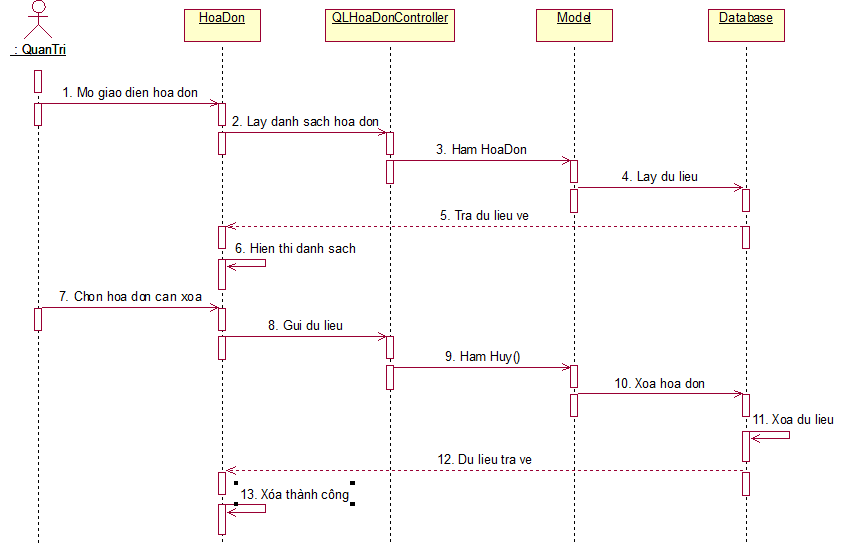 HoaDon
QLHoaDonController
Model
Database
: QuanTri
1. Mo giao dien hoa don
2. Lay danh sach hoa don
3. Ham HoaDon
4. Lay du lieu
5. Tra du lieu ve
6. Hien thi danh sach
7. Chon hoa don can xoa
8. Gui du lieu
9. Ham Huy()
10. Xoa hoa don
11. Xoa du lieu
12. Du lieu tra ve
13. Xóa thành công